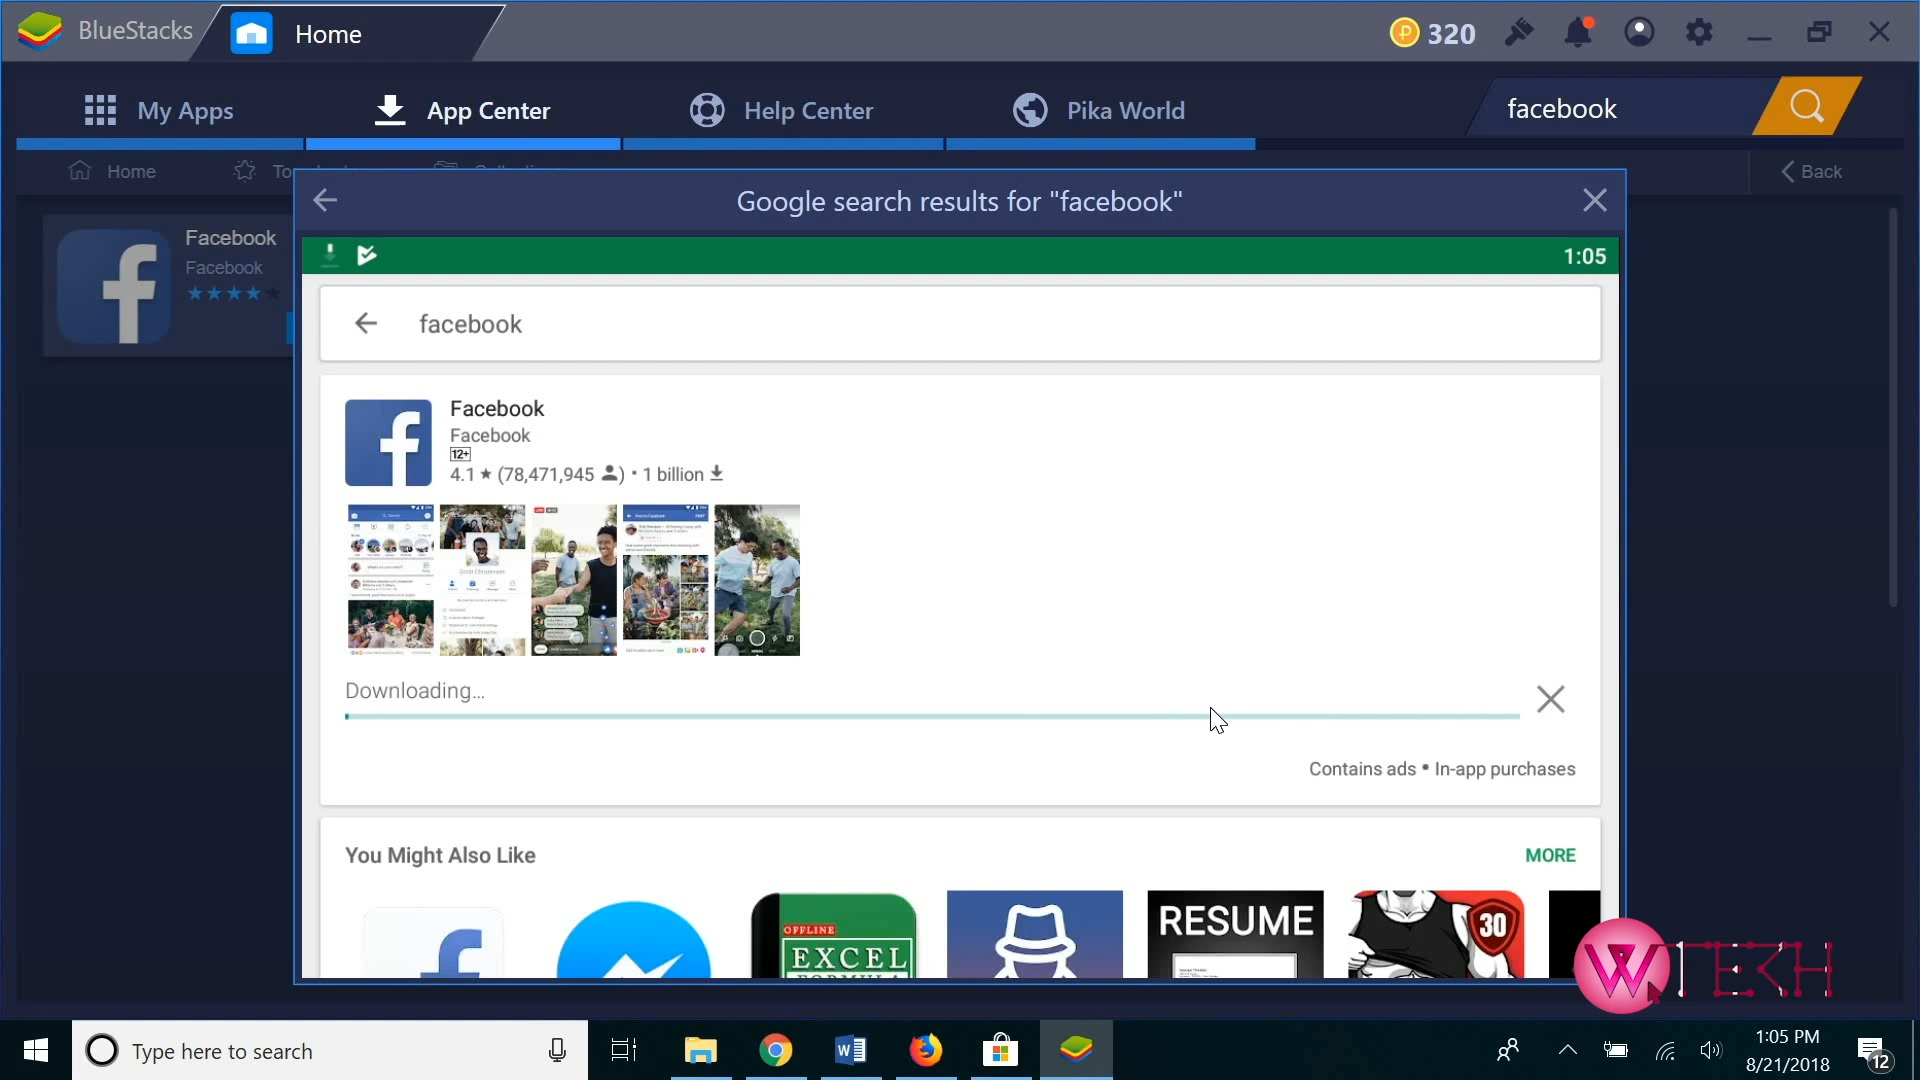 BlueStacks
Home
320
My Apps
App Center
Help Center
Pika World
facebook
Home
Back
Google search results for "facebook"
Facebook
Facebook
1:05
facebook
Facebook
Facebook
12+
4.1 ★ (78,471,945 ) • 1 billion
Downloading...
Contains ads • In-app purchases
You Might Also Like
MORE
OFFLINE
EXCEL
FORMULA
RESUME
30
WTECH
Type here to search
1:05 PM
8/21/2018
12